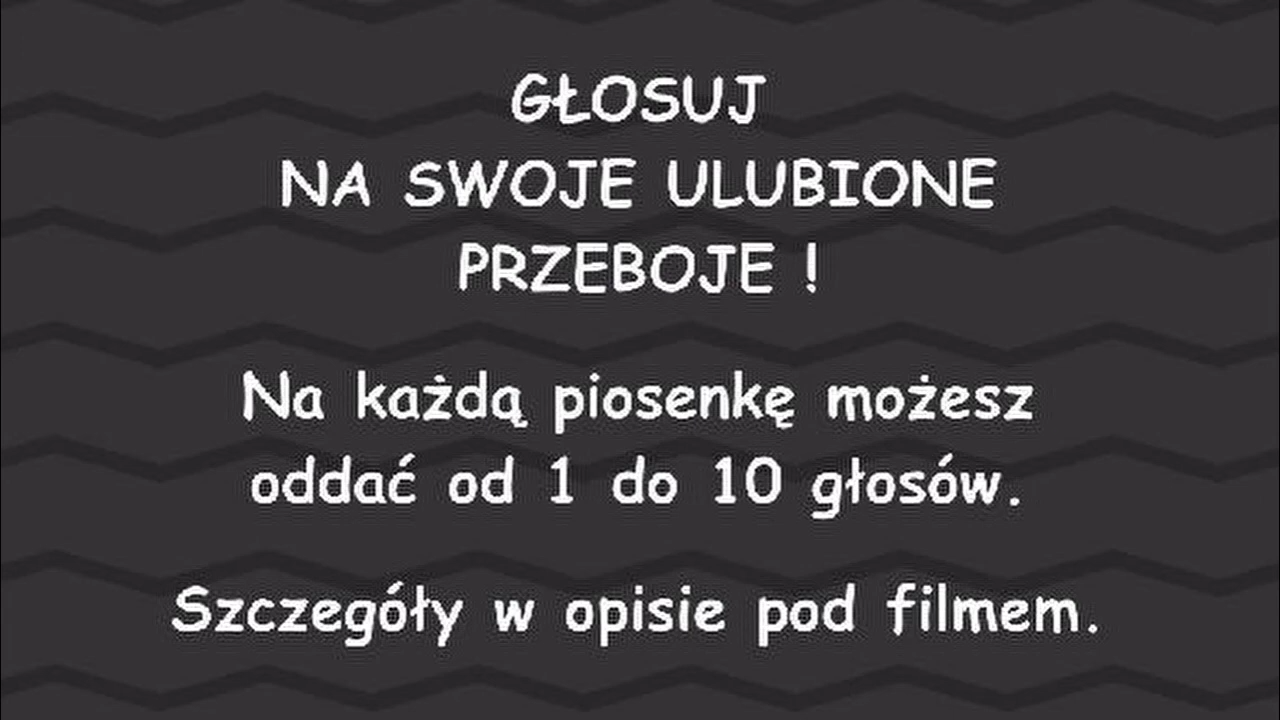 GŁOSUJ
NA SWOJE ULUBIONE
PRZEBOJE !
Na każdą piosenkę możesz
oddać od 1 do 10 głosów.
Szczegóły w opisie pod filmem.